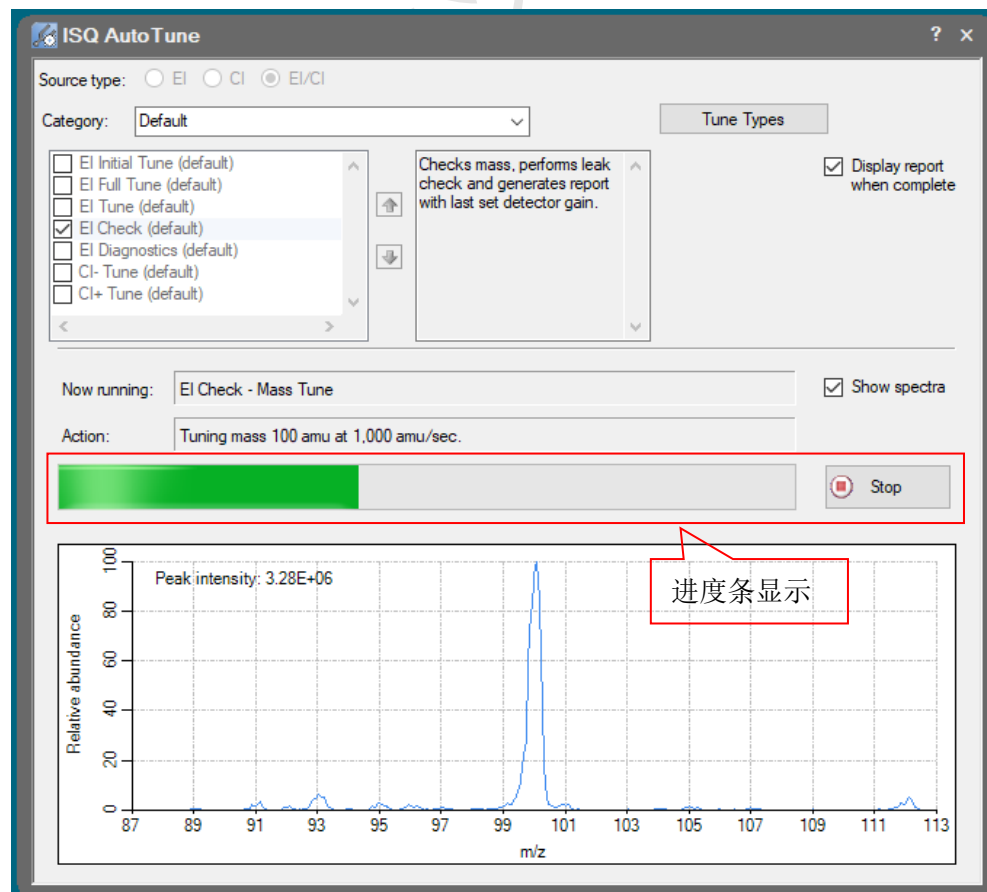 ISQ AutoTune ? ×
Source type: EI CI EI/CI
Category: Default Tune Types
EI Initial Tune (default)
EI Full Tune (default)
EI Tune (default)
EI Check (default)
EI Diagnostics (default)
CI- Tune (default)
CI+ Tune (default)
Checks mass, performs leak
check and generates report
with last set detector gain.
Display report
when complete
Now running: EI Check - Mass Tune Show spectra
Action: Tuning mass 100 amu at 1,000 amu/sec.
Stop
进度条显示
Peak intensity: 3.28E+06
Relative abundance
100
80
60
40
20
0
87 89 91 93 95 97 99 101 103 105 107 109 111 113
m/z